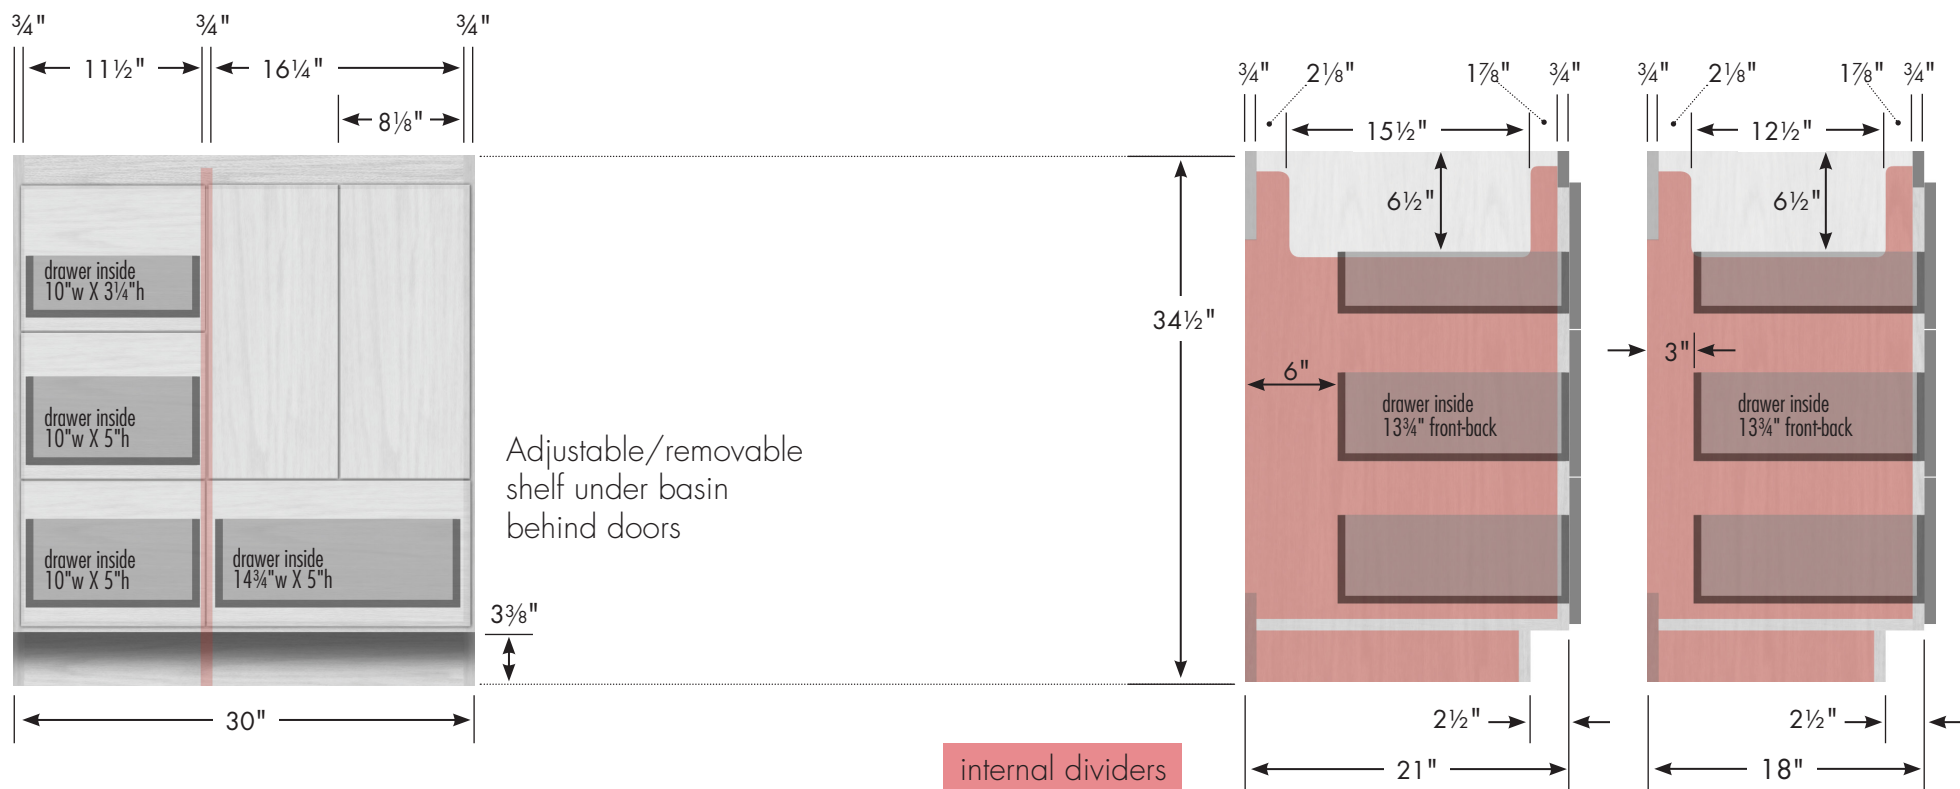 ¾" ¾" ¾"
11½" 16¼"
8⅛"
drawer inside
10"w X 3¼"h
drawer inside
10"w X 5"h
drawer inside
10"w X 5"h
drawer inside
14¾"w X 5"h
30"
Adjustable/removable
shelf under basin
behind doors
3⅜"
34½"
internal dividers
¾" 2⅛" 1⅞" ¾"
15½"
6½"
6"
drawer inside
13¾" front-back
2½"
21"
¾" 2⅛" 1⅞" ¾"
12½"
6½"
3"
drawer inside
13¾" front-back
2½"
18"